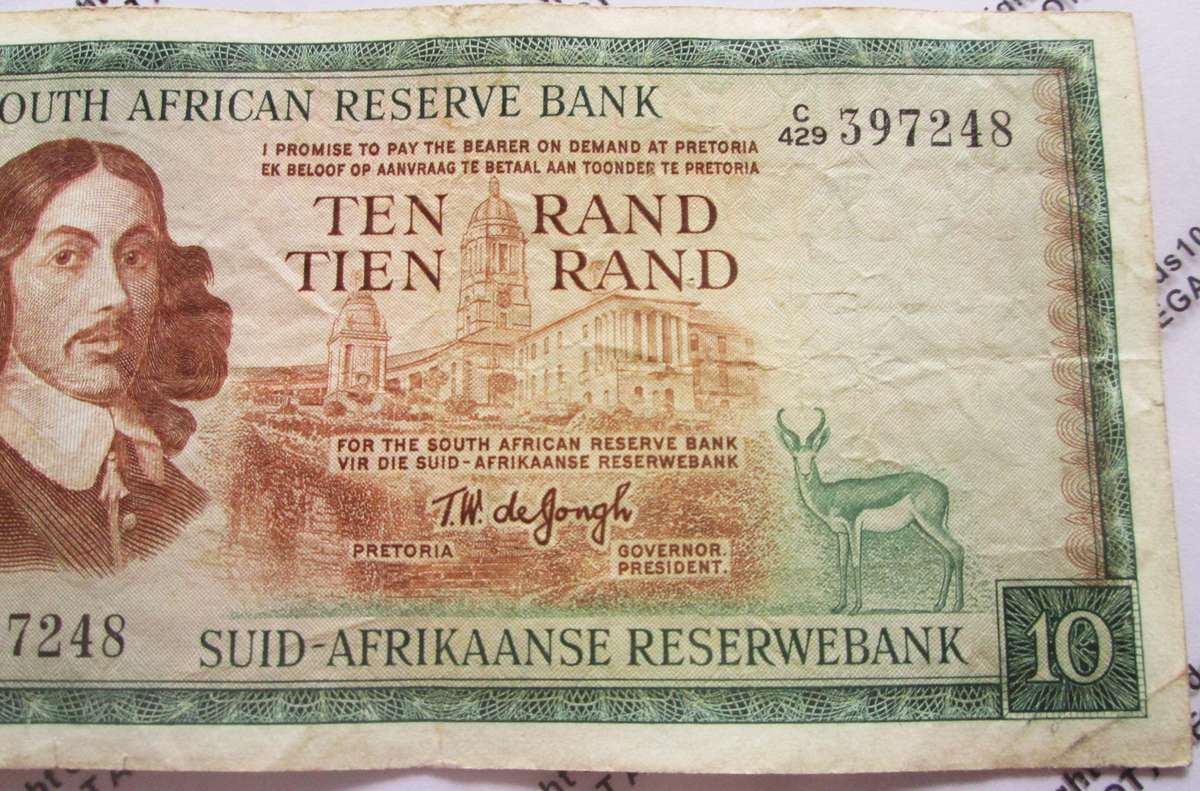 OUTH AFRICAN RESERVE BANK
C/429 397248
I PROMISE TO PAY THE BEARER ON DEMAND AT PRETORIA
EK BELOOF OP AANVRAAG TE BETAAL AAN TOONDER TE PRETORIA
TEN RAND
TIEN RAND
FOR THE SOUTH AFRICAN RESERVE BANK
VIR DIE SUID-AFRIKAANSE RESERWEBANK
T.W. de Jongh
PRETORIA
GOVERNOR.
PRESIDENT.
7248
SUID-AFRIKAANSE RESERWEBANK
10